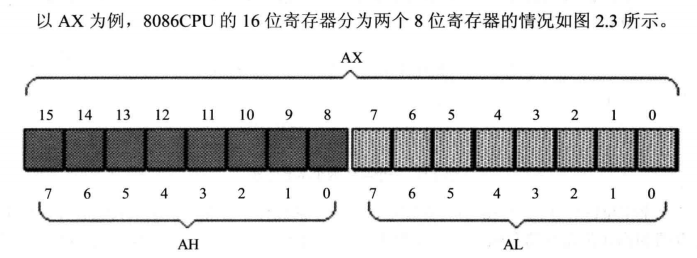 以 AX 为例，8086CPU 的 16 位寄存器分为两个 8 位寄存器的情况如图 2.3 所示。
AX
15 14 13 12 11 10 9 8 7 6 5 4 3 2 1 0
7 6 5 4 3 2 1 0 7 6 5 4 3 2 1 0
AH AL